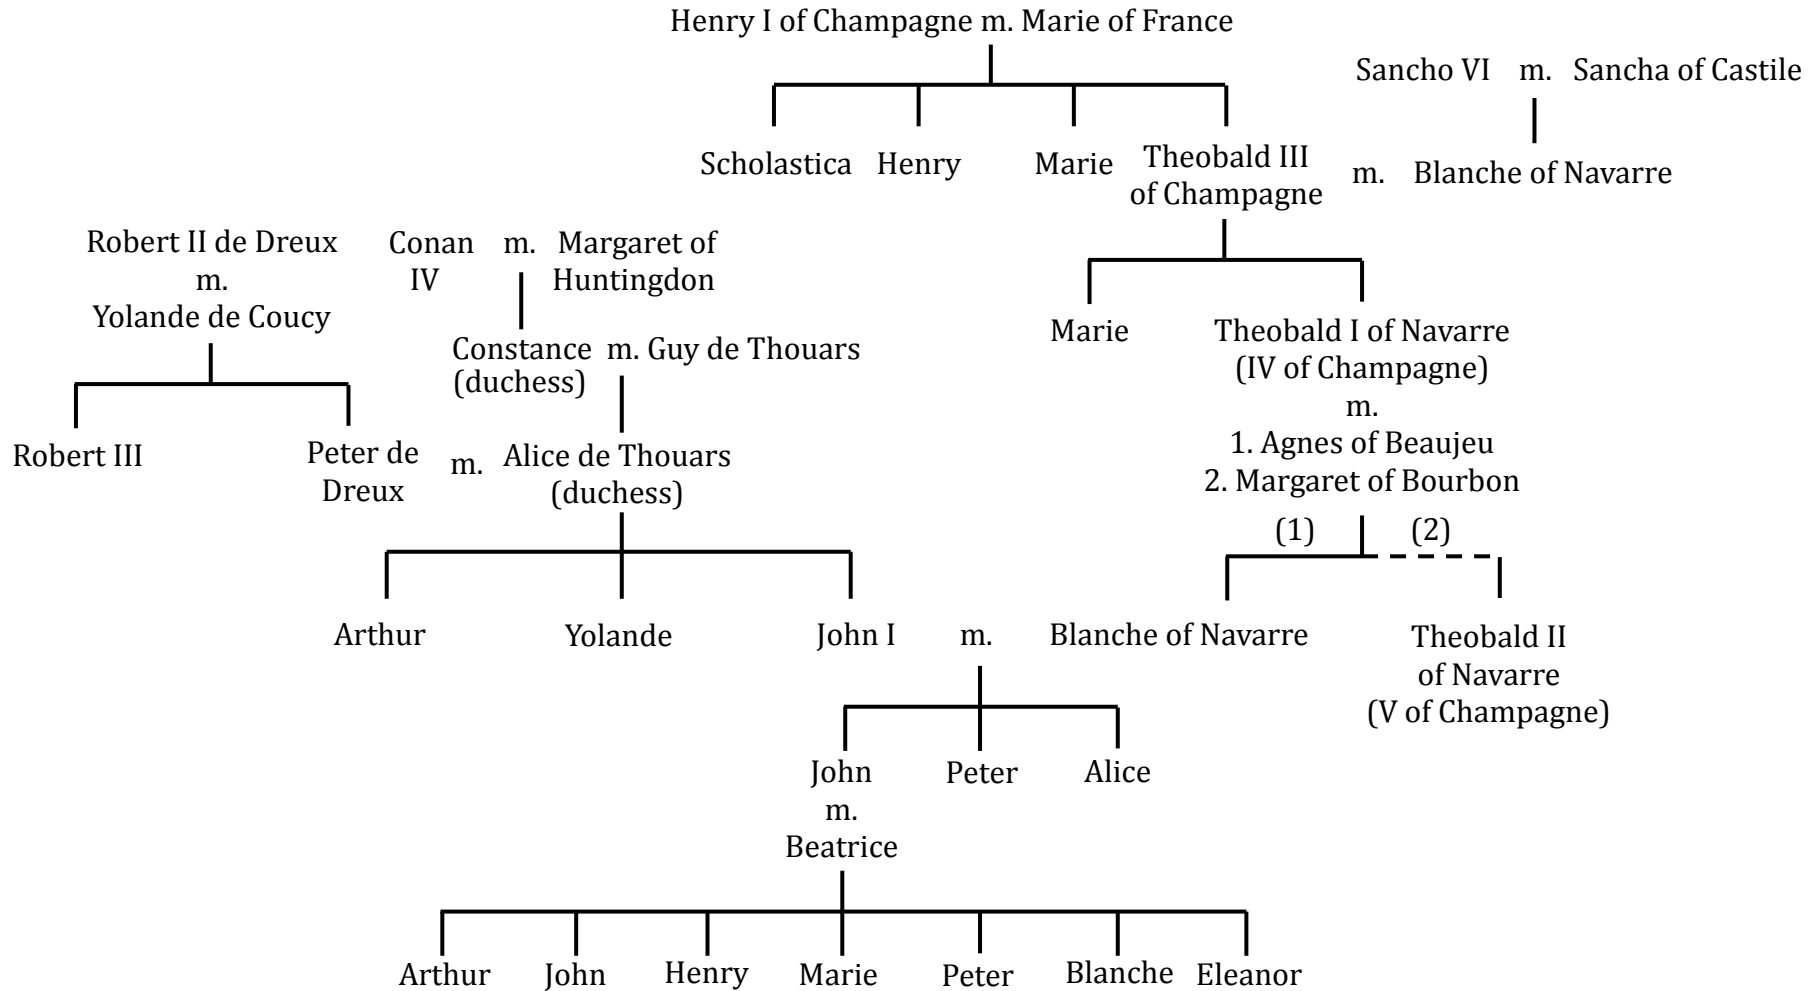 Henry I of Champagne m. Marie of France
Sancho VI m. Sancha of Castile
Scholastica Henry Marie Theobald III
of Champagne
m. Blanche of Navarre
Robert II de Dreux
m.
Yolande de Coucy
Conan
IV
m.
Margaret of
Huntingdon
Constance m. Guy de Thouars
(duchess)
Marie
Theobald I of Navarre
(IV of Champagne)
m.
1. Agnes of Beaujeu
2. Margaret of Bourbon
Robert III
Peter de
Dreux
m.
Alice de Thouars
(duchess)
(1) (2)
Arthur Yolande John I m. Blanche of Navarre
Theobald II
of Navarre
(V of Champagne)
John Peter Alice
m.
Beatrice
Arthur John Henry Marie Peter Blanche Eleanor